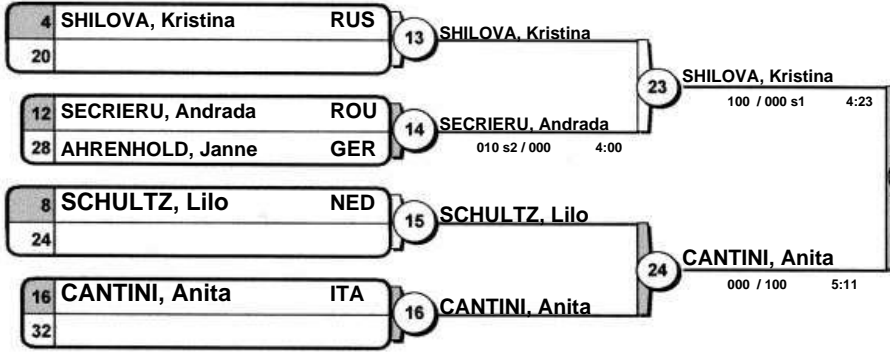 4 SHILOVA, Kristina RUS
20
13 SHILOVA, Kristina
12 SECRIERU, Andrada ROU
28 AHRENHOLD, Janne GER
14 SECRIERU, Andrada
010 s2 / 000 4:00
23 SHILOVA, Kristina
100 / 000 s1 4:23
8 SCHULTZ, Lilo NED
24
15 SCHULTZ, Lilo
16 CANTINI, Anita ITA
32
16 CANTINI, Anita
24 CANTINI, Anita
000 / 100 5:11